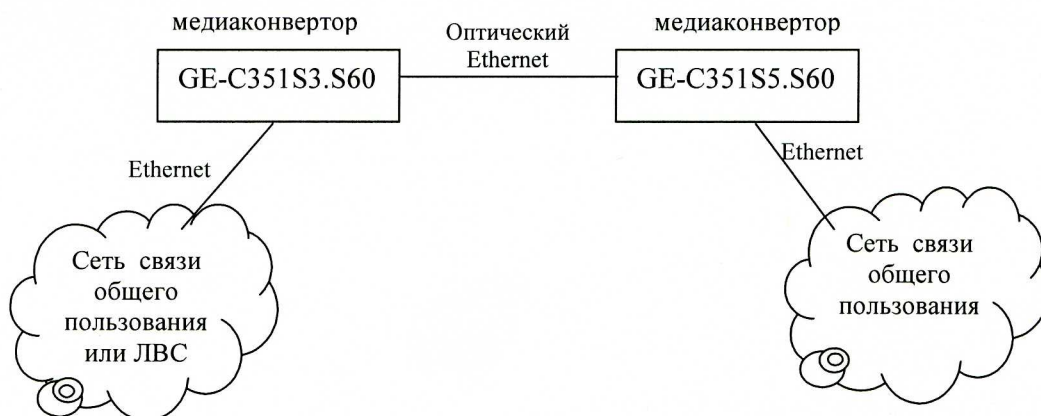 медиаконвертор
медиаконвертор
Оптический
Ethernet
GE-C351S3.S60
GE-C351S5.S60
Ethernet
Ethernet
Сеть связи
общего
пользования
или ЛВС
Сеть связи
общего
пользования